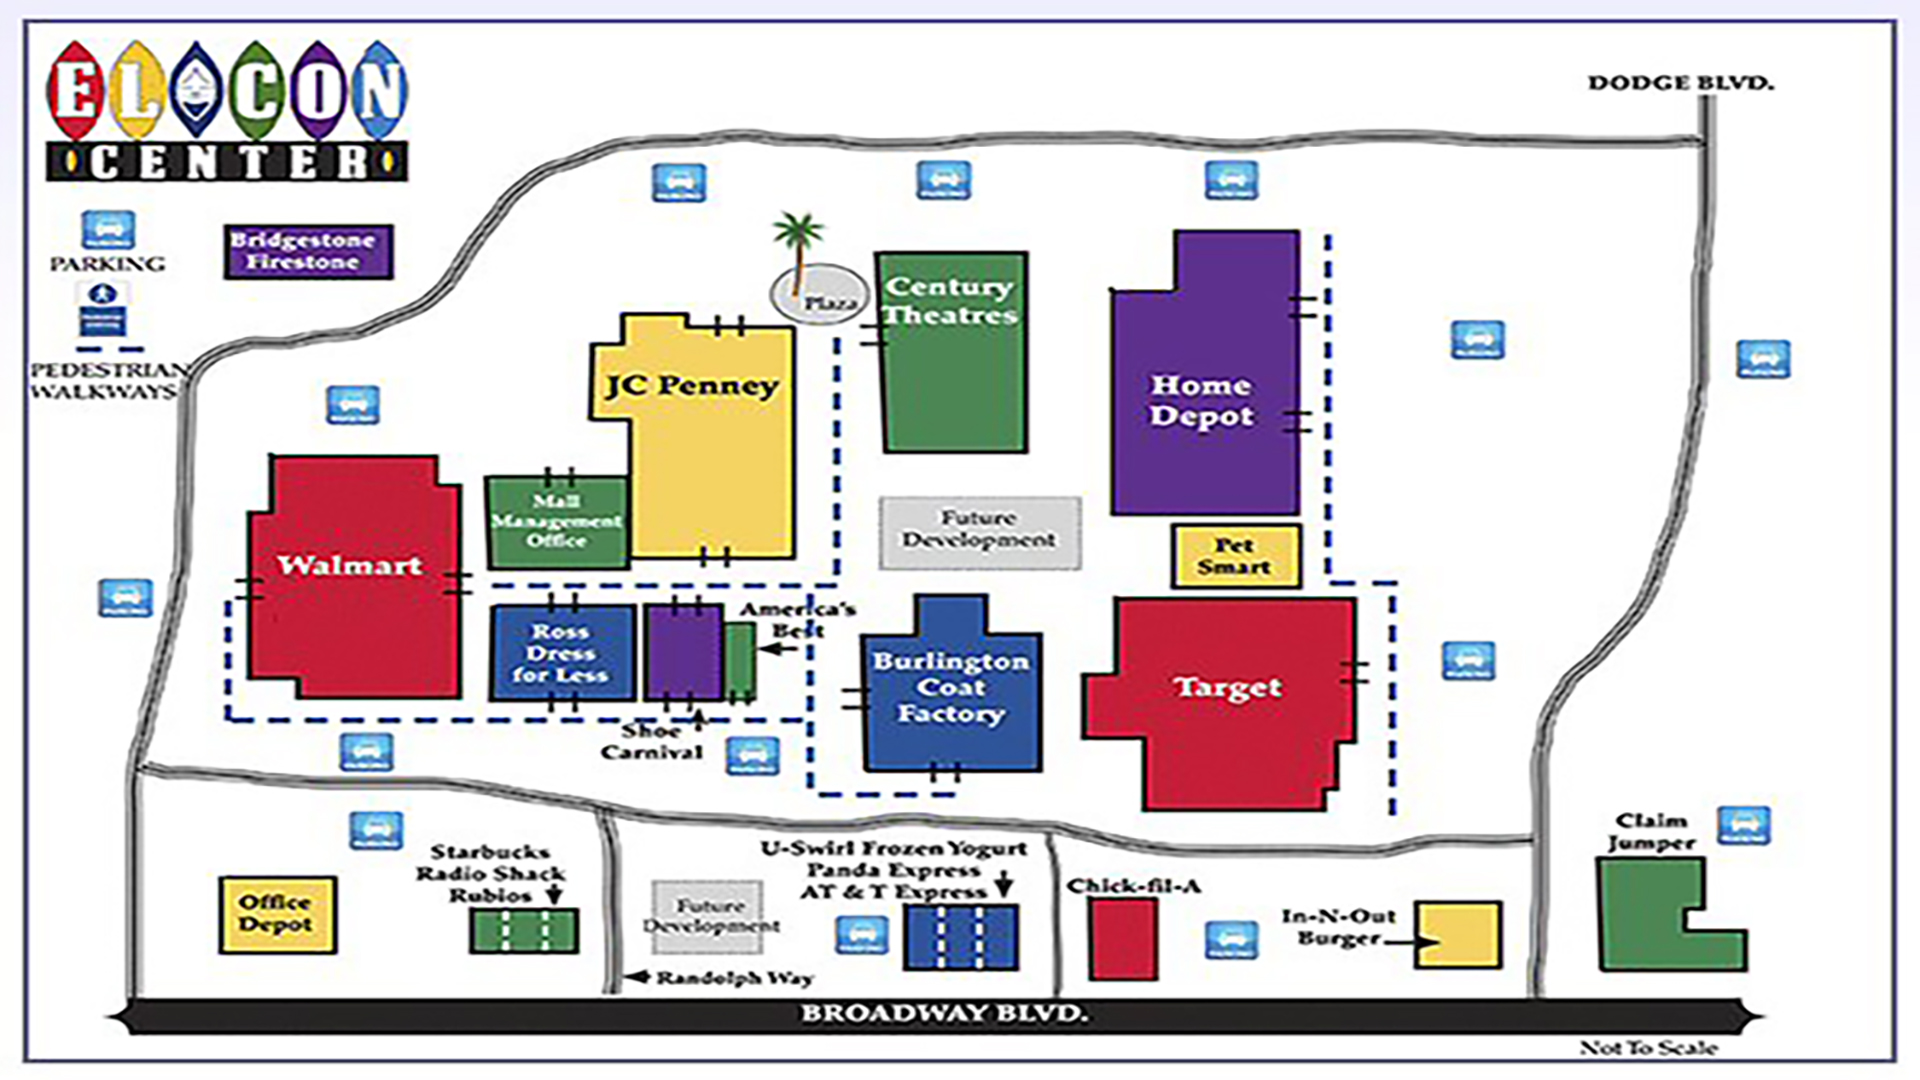 EL CON
CENTER
DODGE BLVD.
PARKING
PEDESTRIAN
WALKWAYS
Bridgestone
Firestone
Plaza
Century
Theatres
JC Penney
Home
Depot
Mall
Management
Office
Walmart
Future
Development
Pet
Smart
Ross
Dress
for Less
America's
Best
Burlington
Coat
Factory
Target
Shoe
Carnival
Claim
Jumper
Starbucks
Radio Shack
Rubios
U-Swirl Frozen Yogurt
Panda Express
AT & T Express
Chick-fil-A
Office
Depot
Future
Development
In-N-Out
Burger
Randolph Way
BROADWAY BLVD.
Not To Scale